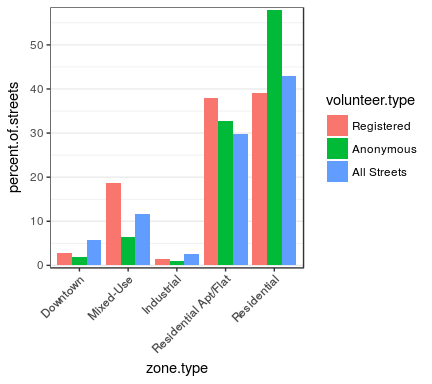 percent.of.streets
50
40
30
20
10
0
Downtown
Mixed-Use
Industrial
Residential Apt/Flat
Residential
zone.type
volunteer.type
Registered
Anonymous
All Streets